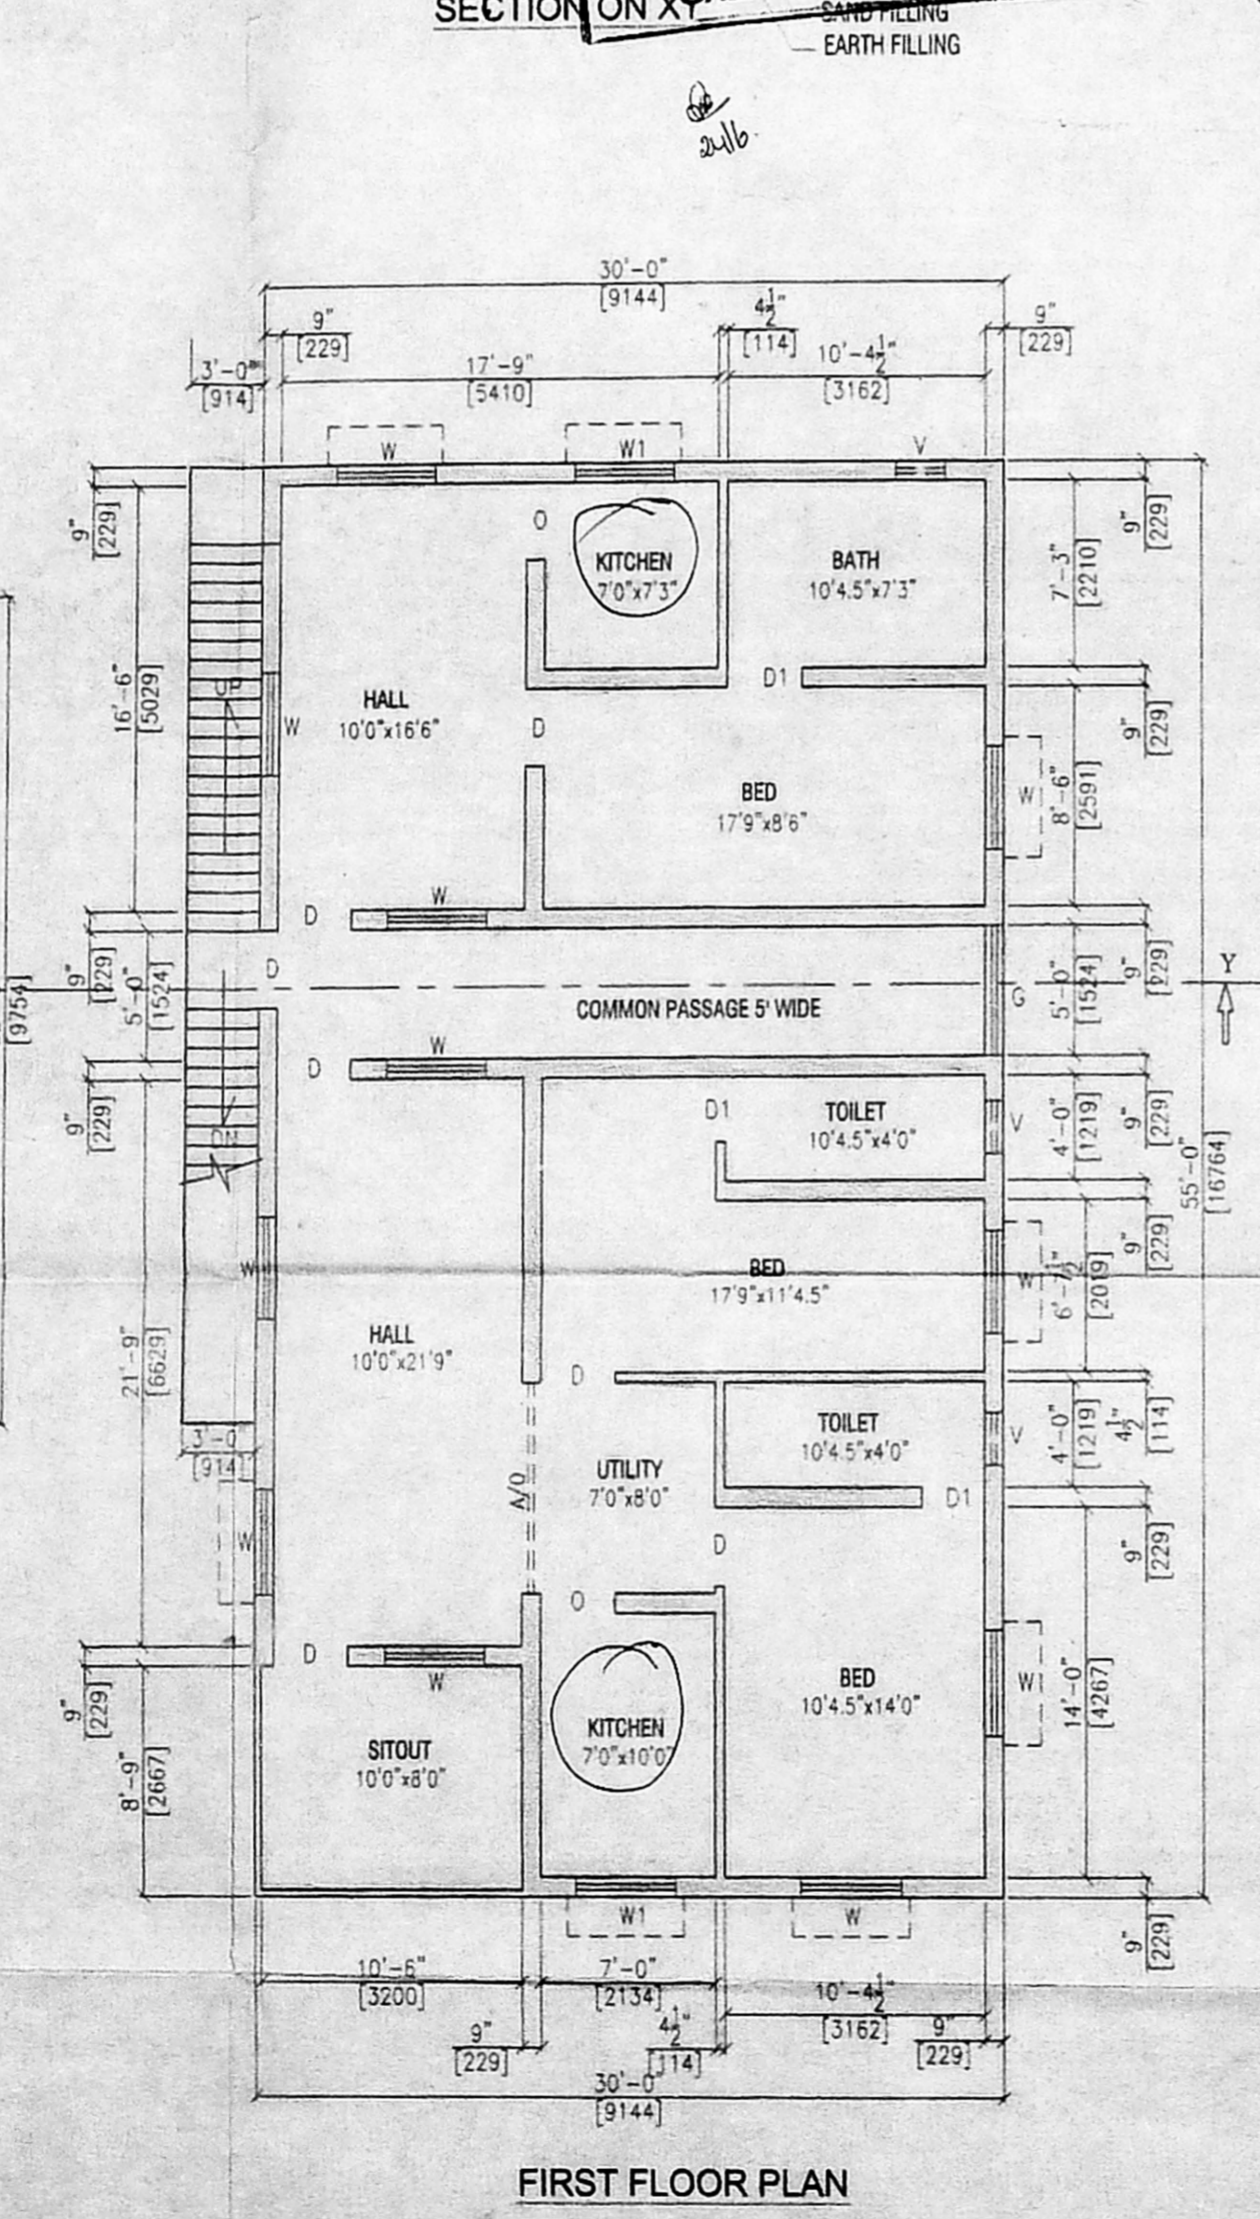 SECTION ON XY
SAND FILLING
EARTH FILLING
24/6.
30'-0"
[9144]
9"
[229]
4½"
[114]
9"
[229]
3'-0"
[914]
17'-9"
[5410]
10'-4½"
[3162]
W
W1
V
9"
[229]
O
KITCHEN
7'0"x7'3"
BATH
10'4.5"x7'3"
7'-3"
[2210]
9"
[229]
16'-6"
[5029]
UP
W
HALL
10'0"x16'6"
D
D1
9"
[229]
BED
17'9"x8'6"
W
8'-6"
[2591]
D
W
9"
[229]
5'-0"
[1524]
D
COMMON PASSAGE 5' WIDE
G
5'-0"
[1524]
9"
[229]
Y
[9754]
9"
[229]
D
W
DN
D1
TOILET
10'4.5"x4'0"
V
4'-0"
[1219]
9"
[229]
55'-0"
[16764]
W
BED
17'9"x11'4.5"
W
6'-7½"
[2019]
9"
[229]
21'-9"
[6629]
HALL
10'0"x21'9"
D
3'-0"
[914]
A/O
UTILITY
7'0"x8'0"
TOILET
10'4.5"x4'0"
V
4'-0"
[1219]
4½"
[114]
D1
W
D
O
9"
[229]
D
W
9"
[229]
8'-9"
[2667]
SITOUT
10'0"x8'0"
KITCHEN
7'0"x10'0"
BED
10'4.5"x14'0"
W
14'-0"
[4267]
W1
W
9"
[229]
10'-6"
[3200]
7'-0"
[2134]
10'-4½"
[3162]
9"
[229]
4½"
[114]
9"
[229]
30'-0"
[9144]
FIRST FLOOR PLAN